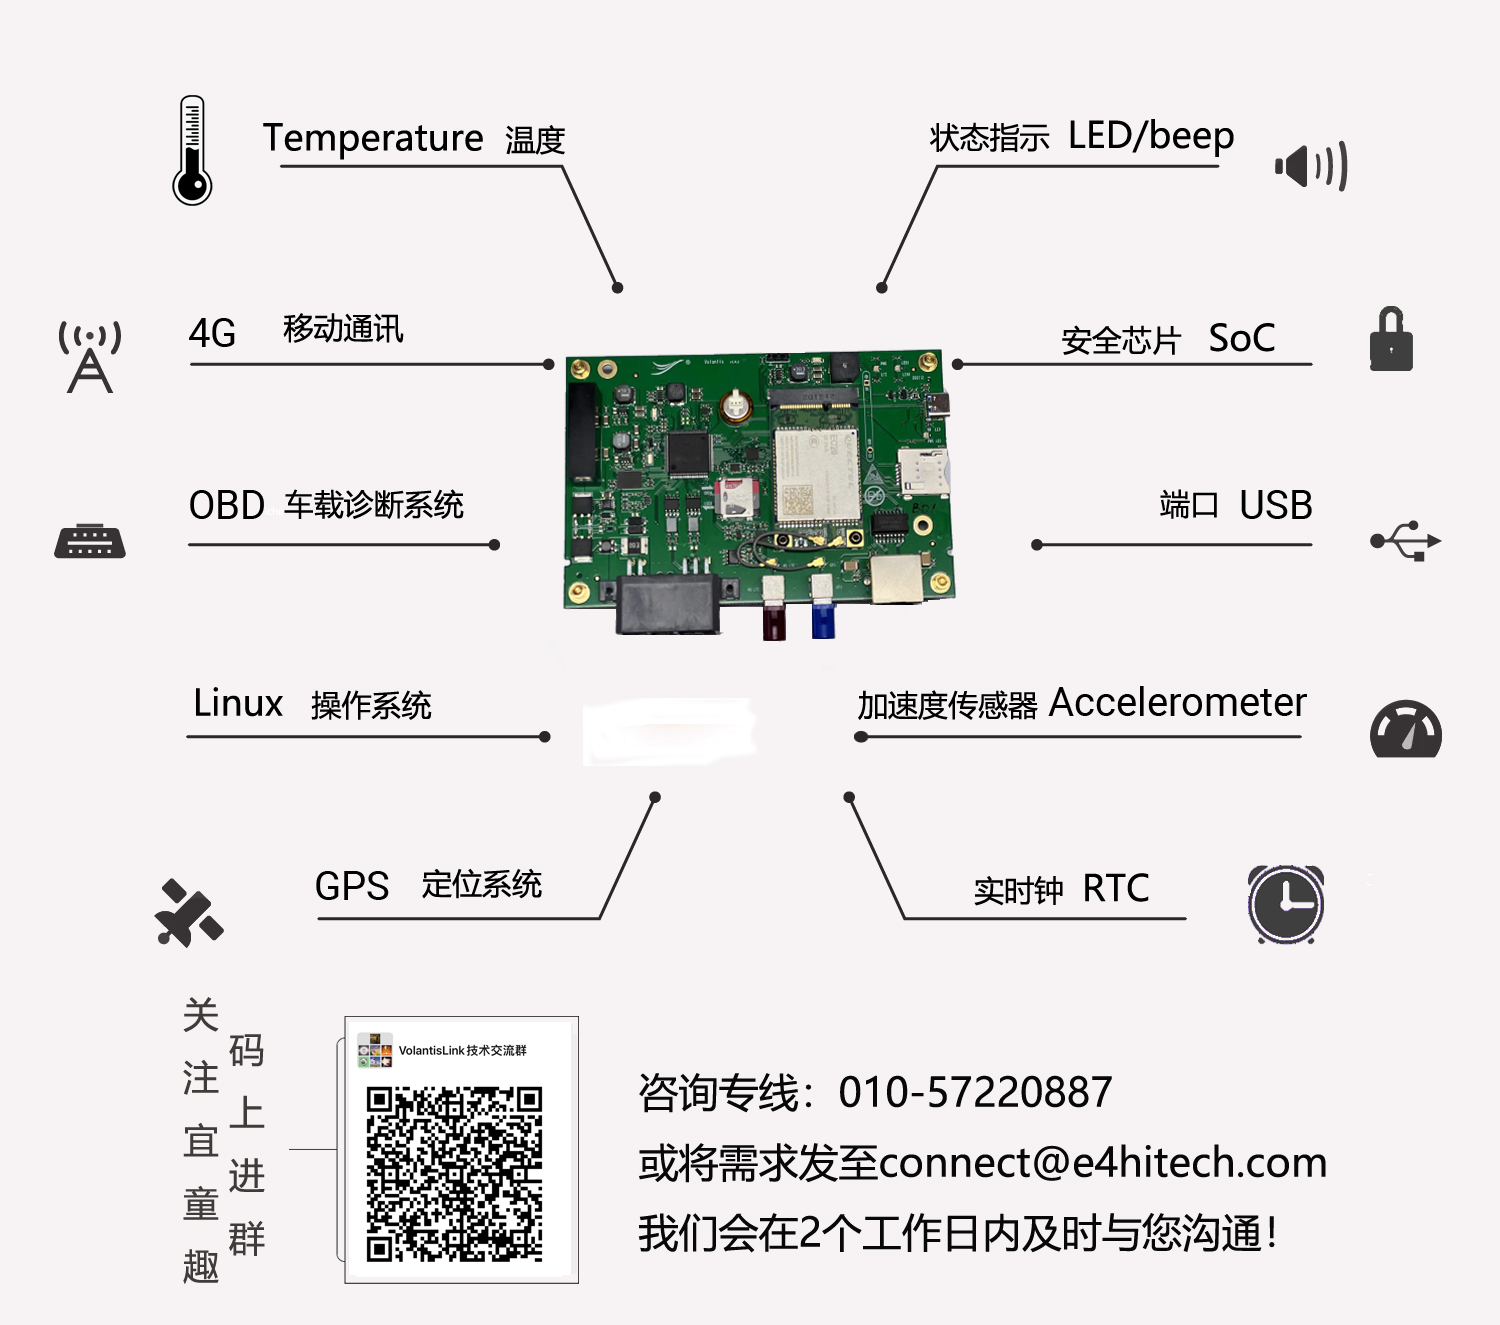 Temperature 温度
状态指示 LED/beep
4G 移动通讯
安全芯片 SoC
OBD 车载诊断系统
端口 USB
Linux 操作系统
加速度传感器 Accelerometer
GPS 定位系统
实时钟 RTC
Volantis
EC20
关注宜童趣
码上进群
VolantisLink技术交流群
咨询专线：010-57220887
或将需求发至connect@e4hitech.com
我们会在2个工作日内及时与您沟通！